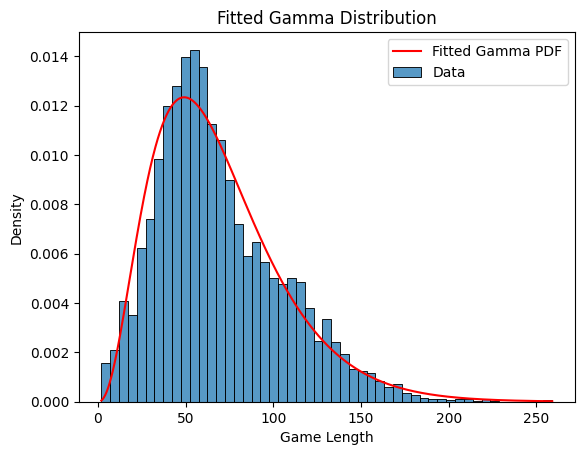 Fitted Gamma Distribution
Fitted Gamma PDF
Data
0.014
0.012
0.010
0.008
0.006
0.004
0.002
0.000
Density
0 50 100 150 200 250
Game Length